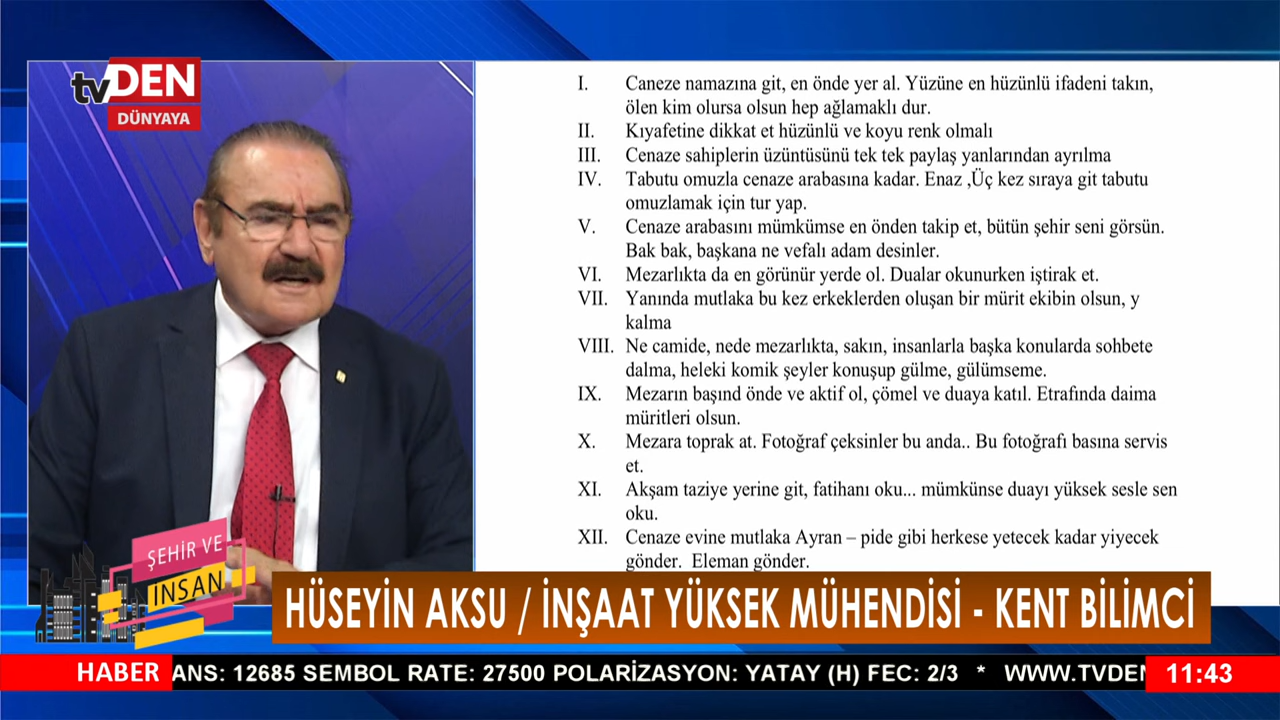 tvDEN
DÜNYAYA
I. Caneze namazına git, en önde yer al. Yüzüne en hüzünlü ifadeni takın,
ölen kim olursa olsun hep ağlamaklı dur.
II. Kıyafetine dikkat et hüzünlü ve koyu renk olmalı
III. Cenaze sahiplerin üzüntüsünü tek tek paylaş yanlarından ayrılma
IV. Tabutu omuzla cenaze arabasına kadar. Enaz ,Üç kez sıraya git tabutu
omuzlamak için tur yap.
V. Cenaze arabasını mümkümse en önden takip et, bütün şehir seni görsün.
Bak bak, başkana ne vefalı adam desinler.
VI. Mezarlıkta da en görünür yerde ol. Dualar okunurken iştirak et.
VII. Yanında mutlaka bu kez erkeklerden oluşan bir mürit ekibin olsun, y
kalma
VIII. Ne camide, nede mezarlıkta, sakın, insanlarla başka konularda sohbete
dalma, heleki komik şeyler konuşup gülme, gülümseme.
IX. Mezarın başınd önde ve aktif ol, çömel ve duaya katıl. Etrafında daima
müritleri olsun.
X. Mezara toprak at. Fotoğraf çeksinler bu anda.. Bu fotoğrafı basına servis
et.
XI. Akşam taziye yerine git, fatihanı oku... mümkünse duayı yüksek sesle sen
oku.
XII. Cenaze evine mutlaka Ayran – pide gibi herkese yetecek kadar yiyecek
gönder. Eleman gönder.
ŞEHİR VE
İNSAN
HÜSEYİN AKSU / İNŞAAT YÜKSEK MÜHENDİSİ - KENT BİLİMCİ
HABER
ANS: 12685 SEMBOL RATE: 27500 POLARİZASYON: YATAY (H) FEC: 2/3 * WWW.TVDEN
11:43